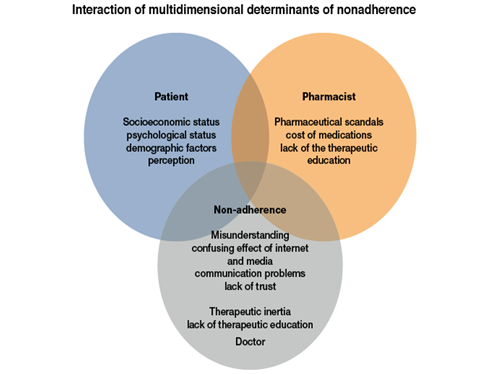 Interaction of multidimensional determinants of nonadherence
Patient
Socioeconomic status
psychological status
demographic factors
perception
Pharmacist
Pharmaceutical scandals
cost of medications
lack of the therapeutic
education
Non-adherence
Misunderstanding
confusing effect of internet
and media
communication problems
lack of trust
Therapeutic inertia
lack of therapeutic education
Doctor